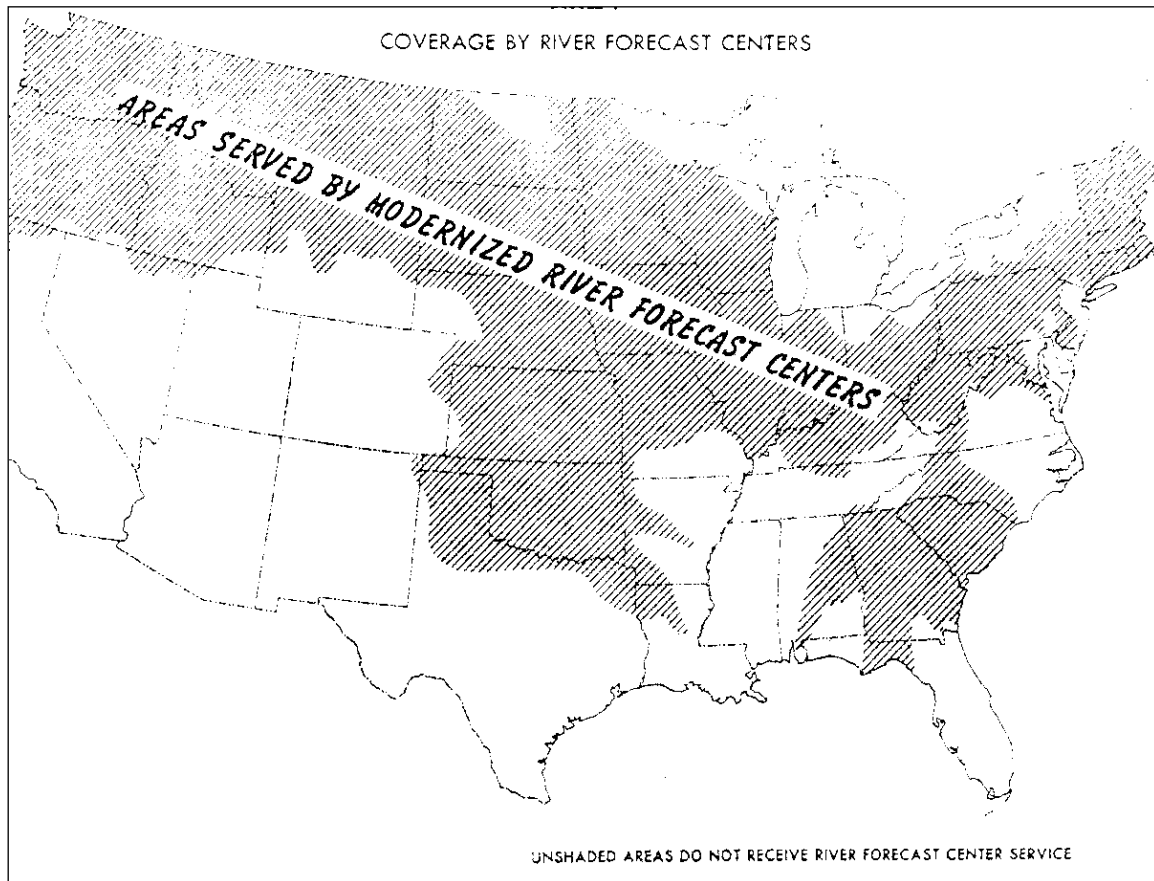 COVERAGE BY RIVER FORECAST CENTERS
AREAS SERVED BY MODERNIZED RIVER FORECAST CENTERS
UNSHADED AREAS DO NOT RECEIVE RIVER FORECAST CENTER SERVICE